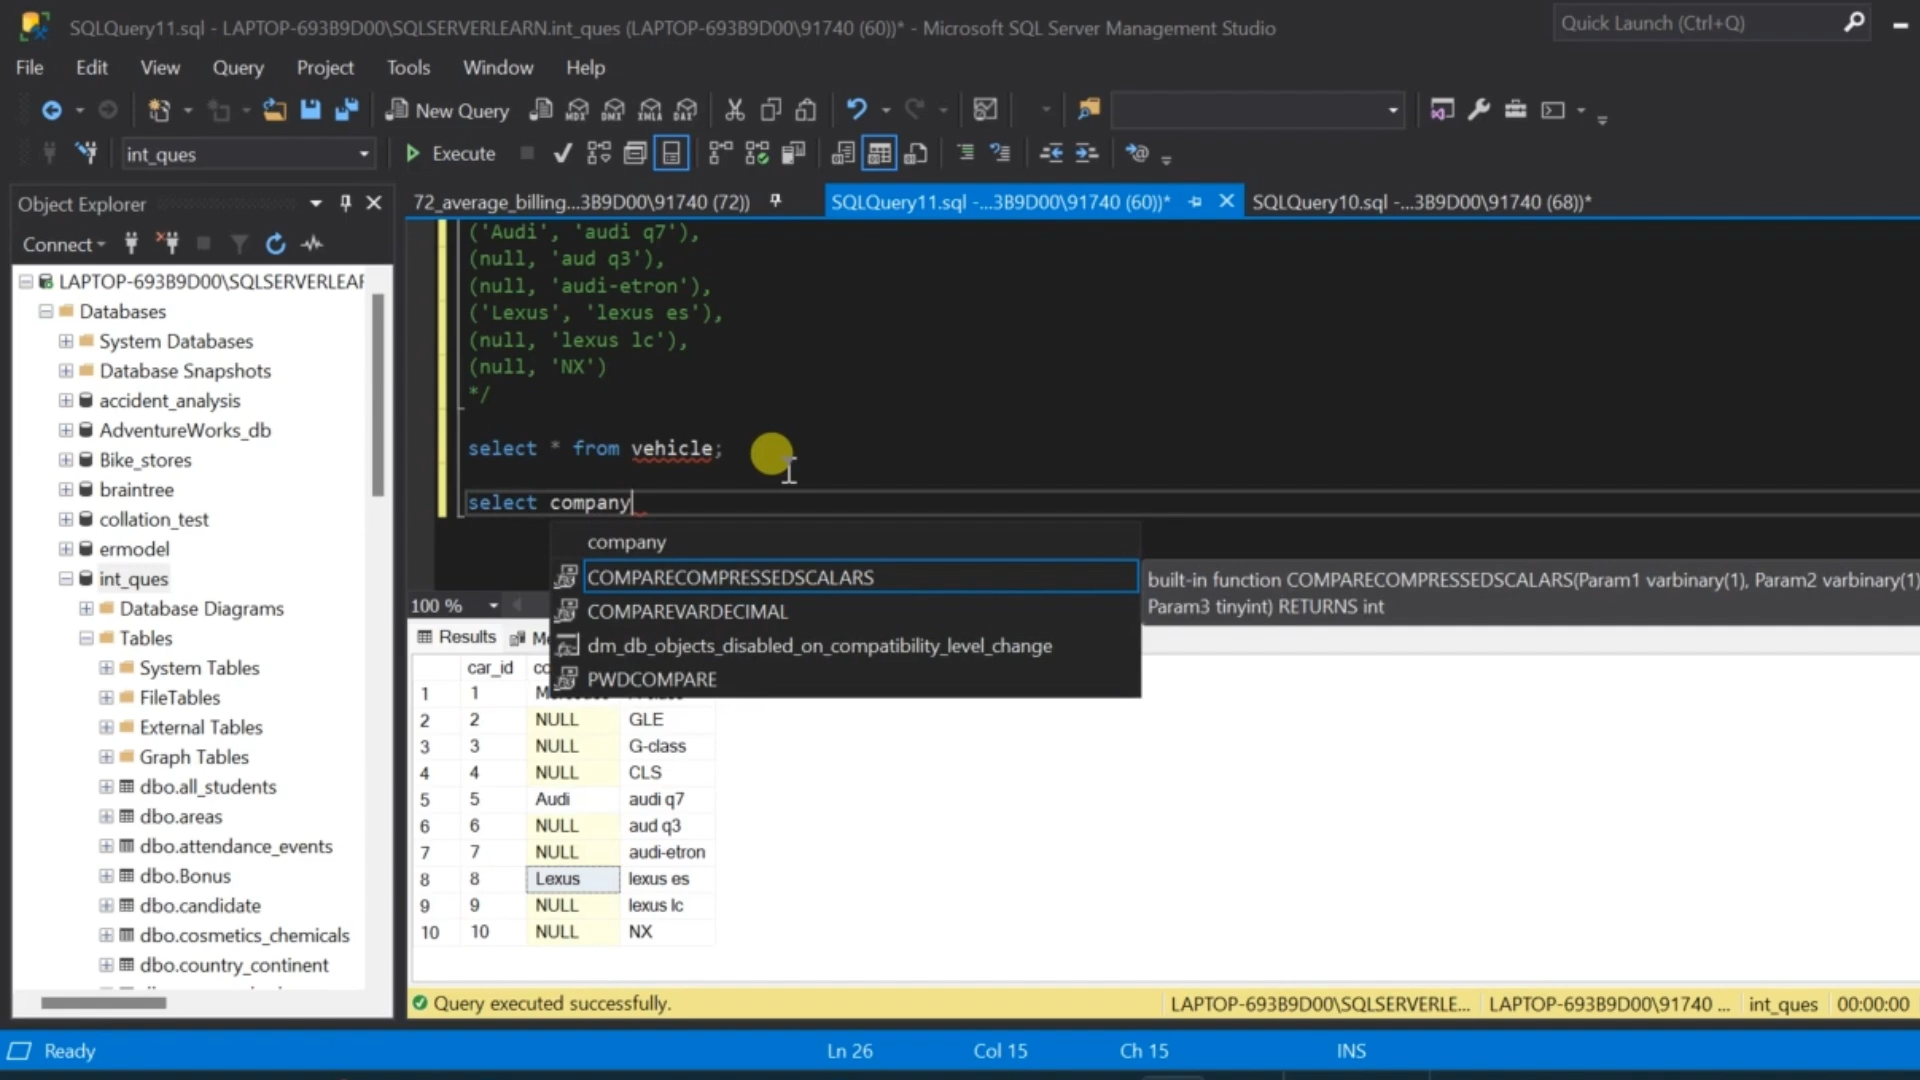 SQLQuery11.sql - LAPTOP-693B9D00\SQLSERVERLEARN.int_ques (LAPTOP-693B9D00\91740 (60))* - Microsoft SQL Server Management Studio
Quick Launch (Ctrl+Q)
File Edit View Query Project Tools Window Help
New Query
int_ques
Execute
Object Explorer
72_average_billing...3B9D00\91740 (72))
SQLQuery11.sql -...3B9D00\91740 (60))*
SQLQuery10.sql -...3B9D00\91740 (68))*
Connect
LAPTOP-693B9D00\SQLSERVERLEAR
Databases
System Databases
Database Snapshots
accident_analysis
AdventureWorks_db
Bike_stores
braintree
collation_test
ermodel
int_ques
Database Diagrams
Tables
System Tables
FileTables
External Tables
Graph Tables
dbo.all_students
dbo.areas
dbo.attendance_events
dbo.Bonus
dbo.candidate
dbo.cosmetics_chemicals
dbo.country_continent
('Audi', 'audi q7'),
(null, 'aud q3'),
(null, 'audi-etron'),
('Lexus', 'lexus es'),
(null, 'lexus lc'),
(null, 'NX')
*/
select * from vehicle;
select company
company
COMPARECOMPRESSEDSCALARS
COMPAREVARDECIMAL
dm_db_objects_disabled_on_compatibility_level_change
PWDCOMPARE
built-in function COMPARECOMPRESSEDSCALARS(Param1 varbinary(1), Param2 varbinary(1)
Param3 tinyint) RETURNS int
100 %
Results
car_id
1 1
2 2 NULL GLE
3 3 NULL G-class
4 4 NULL CLS
5 5 Audi audi q7
6 6 NULL aud q3
7 7 NULL audi-etron
8 8 Lexus lexus es
9 9 NULL lexus lc
10 10 NULL NX
Query executed successfully.
LAPTOP-693B9D00\SQLSERVERLE...
LAPTOP-693B9D00\91740 ...
int_ques
00:00:00
Ready
Ln 26
Col 15
Ch 15
INS